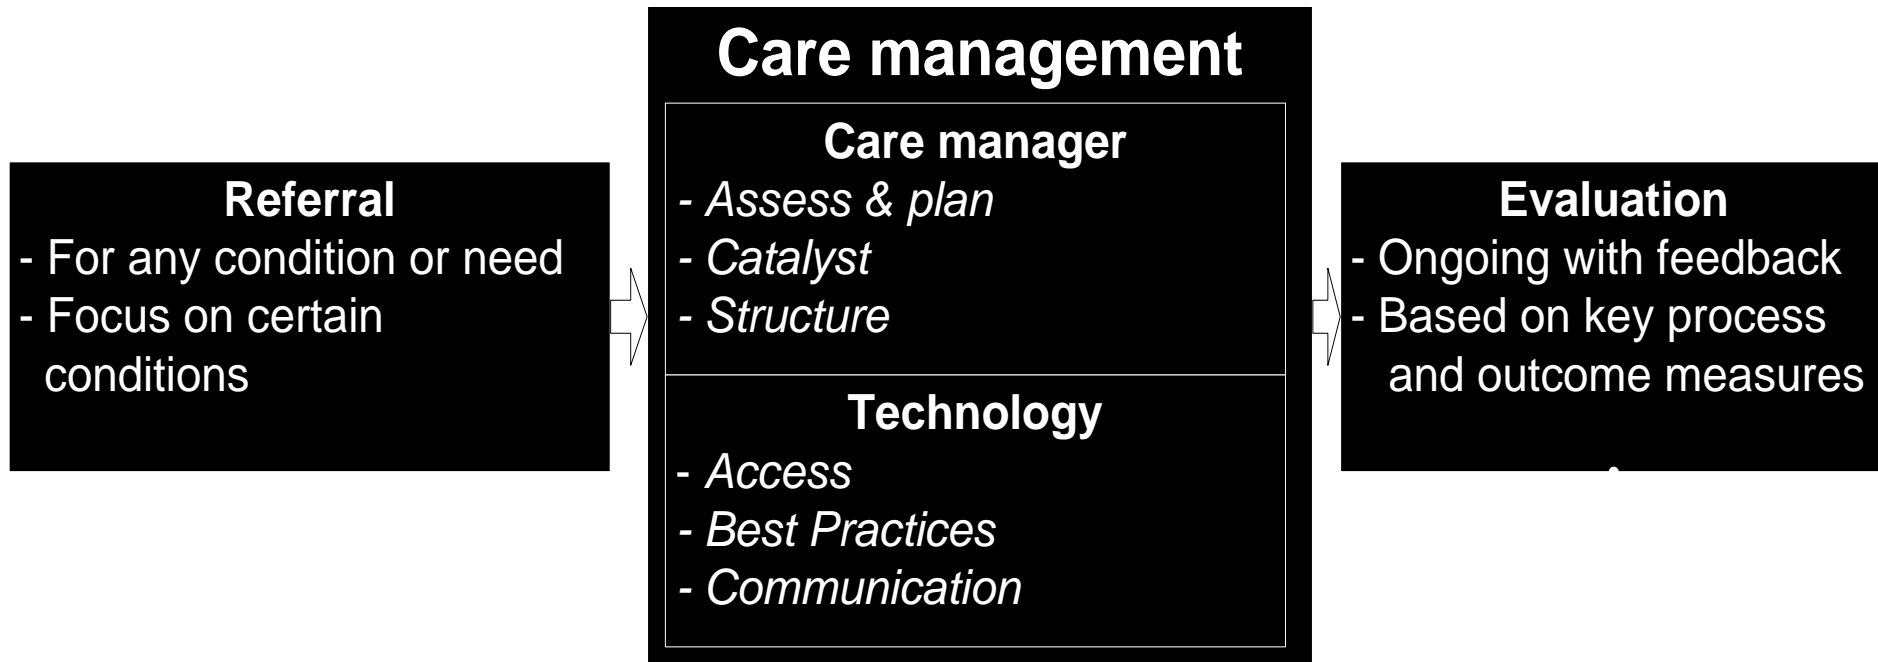 Referral
- For any condition or need
- Focus on certain
conditions
Care management
Care manager
- Assess & plan
- Catalyst
- Structure
Technology
- Access
- Best Practices
- Communication
Evaluation
- Ongoing with feedback
- Based on key process
and outcome measures